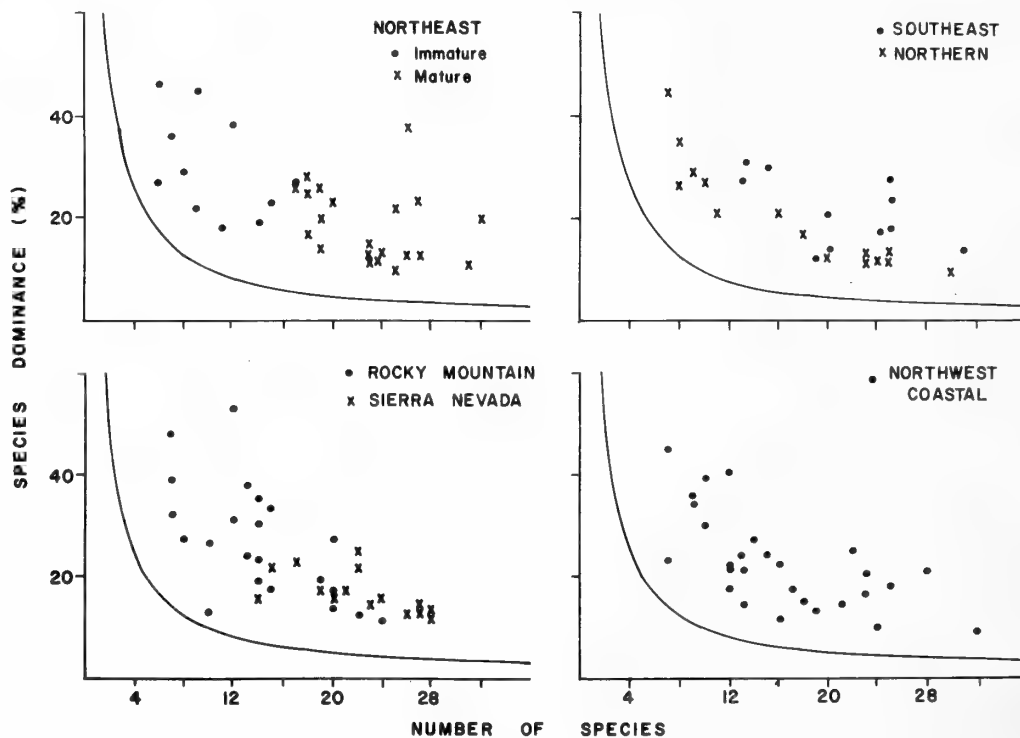 NORTHEAST
• Immature
x Mature
• SOUTHEAST
x NORTHERN
40
20
• ROCKY MOUNTAIN
x SIERRA NEVADA
• NORTHWEST
COASTAL
40
20
4 12 20 28
4 12 20 28
SPECIES DOMINANCE (%)
NUMBER OF SPECIES